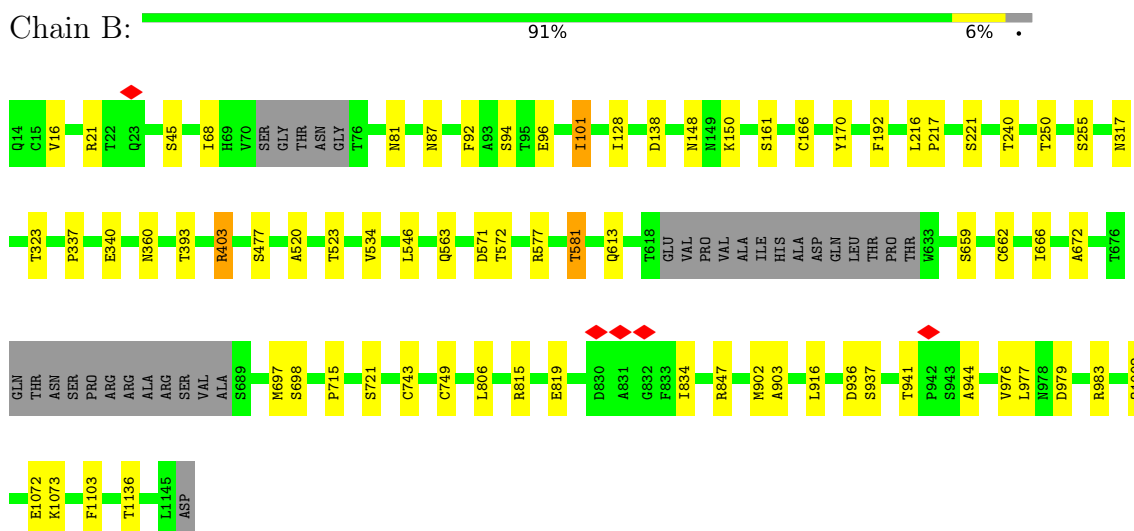 Chain B:
91% 6% •
Q14 C15 V16 R21 T22 Q23 S45 I68 H69 V70 SER GLY THR ASN GLY T76 N81 N87 F92 A93 S94 T95 E96 I101 I128 D138 N148 N149 K150 S161 C166 Y170 F192 L216 P217 S221 T240 T250 S255 N317
T323 P337 E340 N360 T393 R403 S477 A520 T523 V534 L546 Q563 D571 T572 R577 T581 Q613 T618 GLU VAL PRO VAL ALA ILE HIS ALA ASP GLN LEU THR PRO THR W633 S659 C662 I666 A672 T676
GLN THR ASN SER PRO ARG ARG ALA ARG SER VAL ALA S689 M697 S698 P715 S721 C743 C749 L806 R815 E819 D830 A831 G832 F833 I834 R847 M902 A903 L916 D936 S937 T941 P942 S943 A944 V976 L977 N978 D979 R983
E1072 K1073 F1103 T1136 L1145 ASP